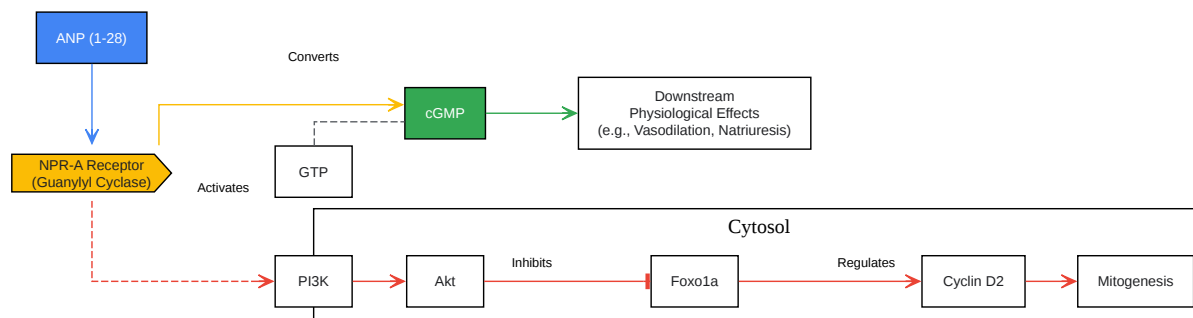 ANP (1-28)
Converts
cGMP
Downstream
Physiological Effects
(e.g., Vasodilation, Natriuresis)
NPR-A Receptor
(Guanylyl Cyclase)
GTP
Activates
Cytosol
PI3K
Akt
Inhibits
Foxo1a
Regulates
Cyclin D2
Mitogenesis